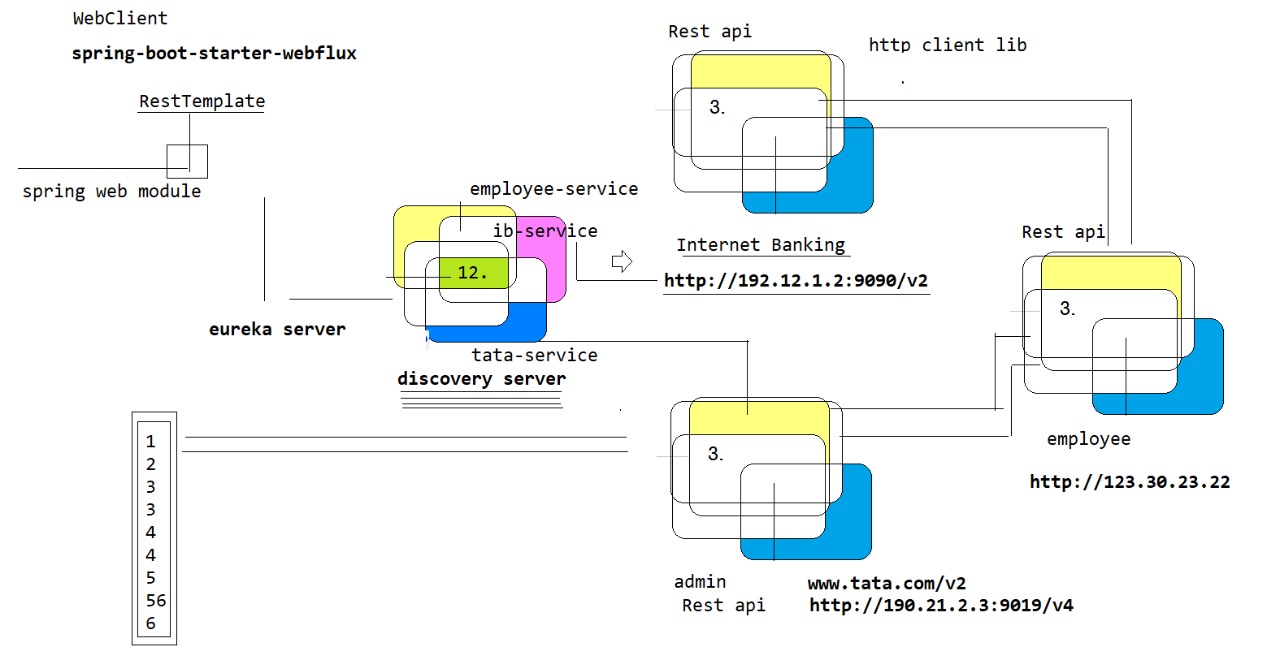 WebClient
spring-boot-starter-webflux
RestTemplate
spring web module
Rest api
http client lib
3.
employee-service
ib-service
12.
Internet Banking
http://192.12.1.2:9090/v2
eureka server
tata-service
discovery server
Rest api
3.
employee
http://123.30.23.22
1
2
3
3
4
4
5
56
6
3.
admin
www.tata.com/v2
Rest api
http://190.21.2.3:9019/v4